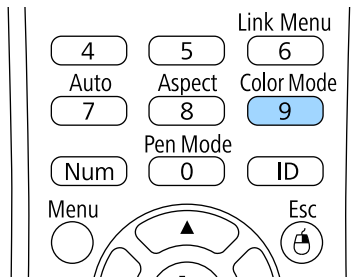 Link Menu
4 5 6
Auto Aspect Color Mode
7 8 9
Pen Mode
Num 0 ID
Menu Esc